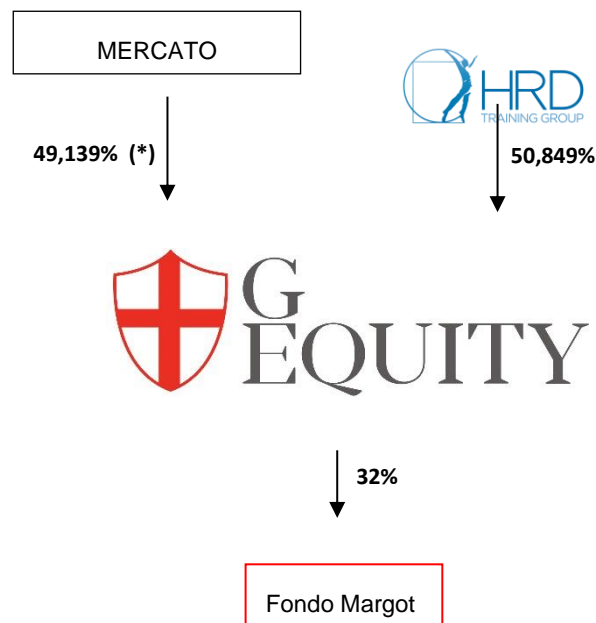 MERCATO
HRD
TRAINING GROUP
49,139% (*)
50,849%
G
EQUITY
32%
Fondo Margot